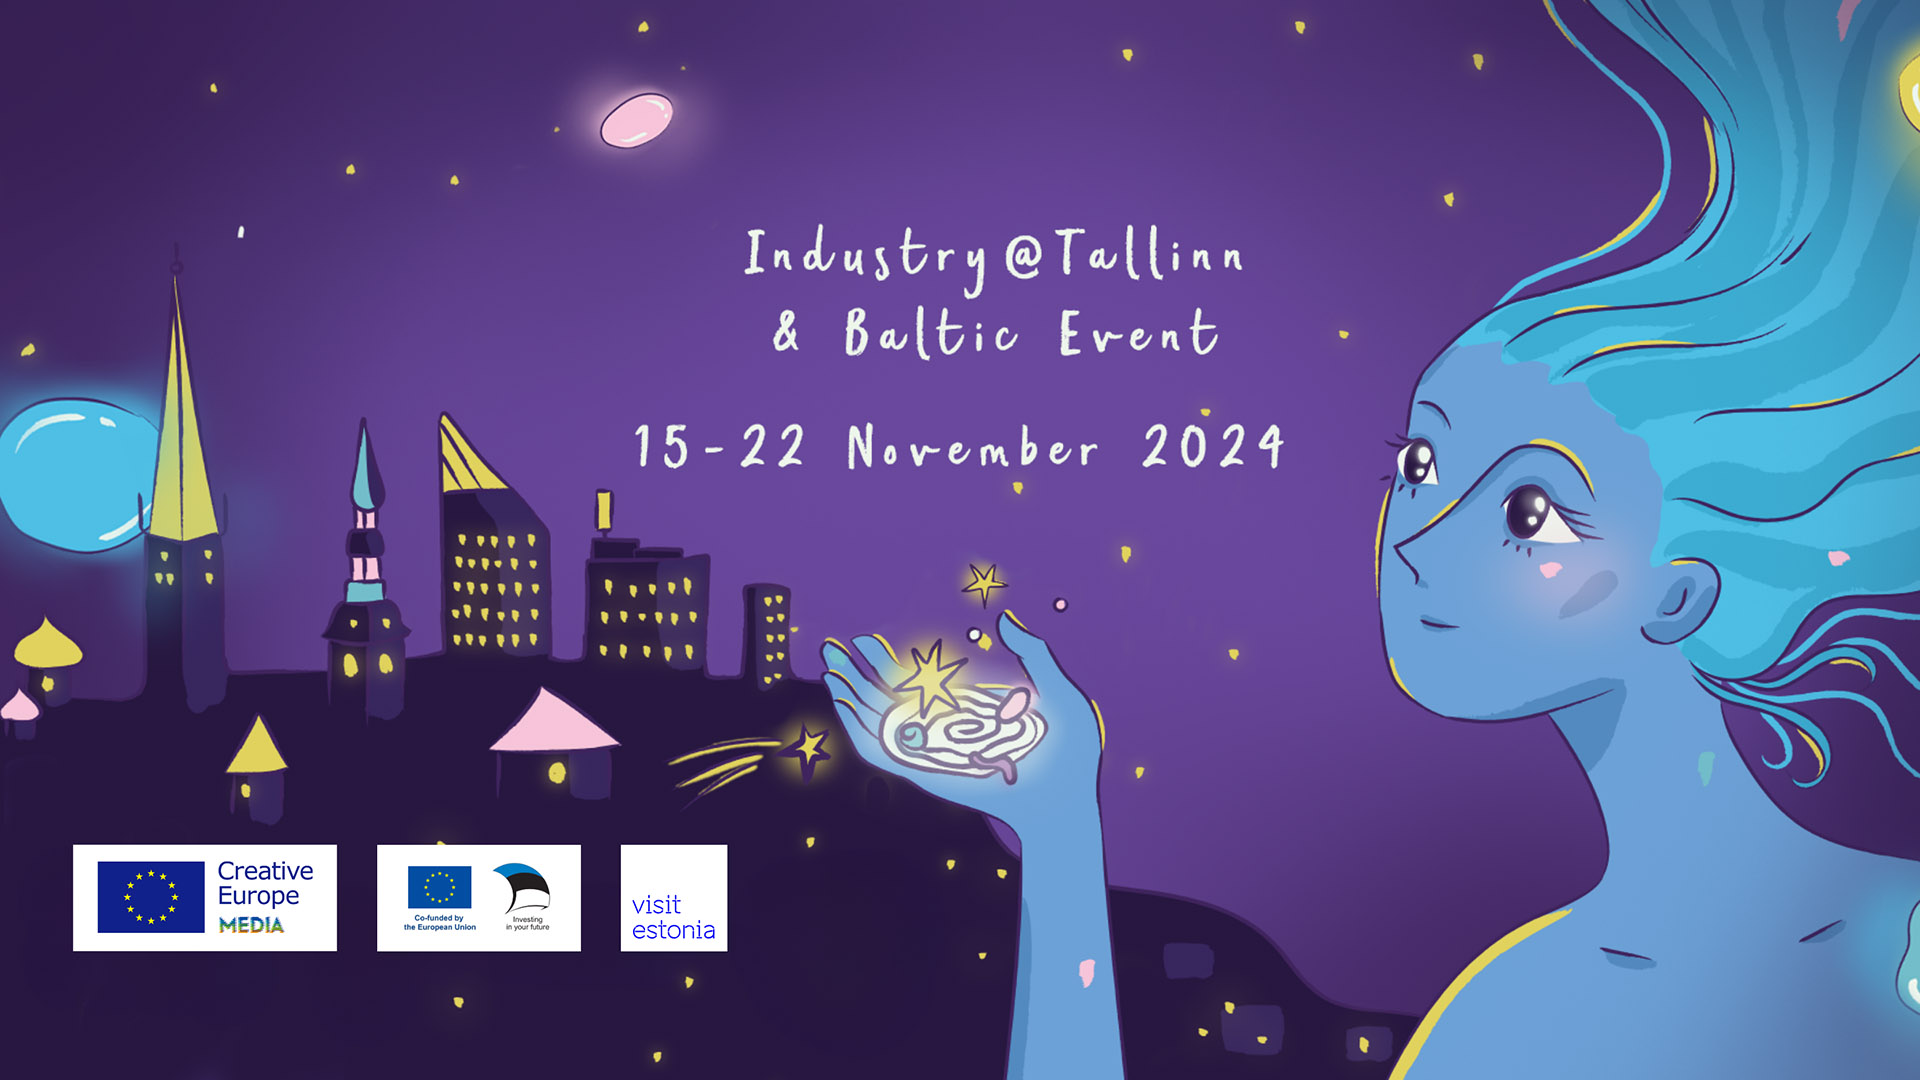 Industry@Tallinn
& Baltic Event
15-22 November 2024
Creative
Europe
MEDIA
Co-funded by
the European Union
Investing
in your future
visit
estonia